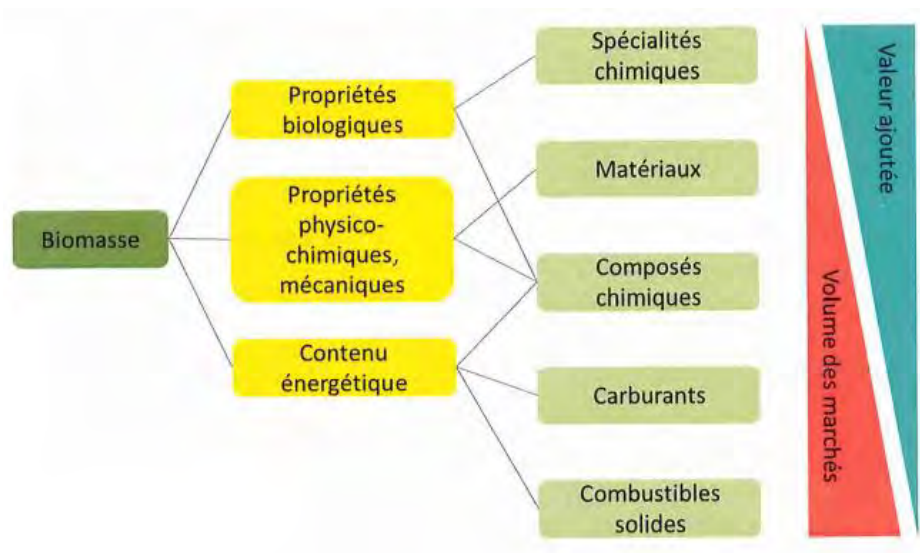 Biomasse
Propriétés
biologiques
Propriétés
physico-
chimiques,
mécaniques
Contenu
énergétique
Spécialités
chimiques
Matériaux
Composés
chimiques
Carburants
Combustibles
solides
Volume des marchés
Valeur ajoutée